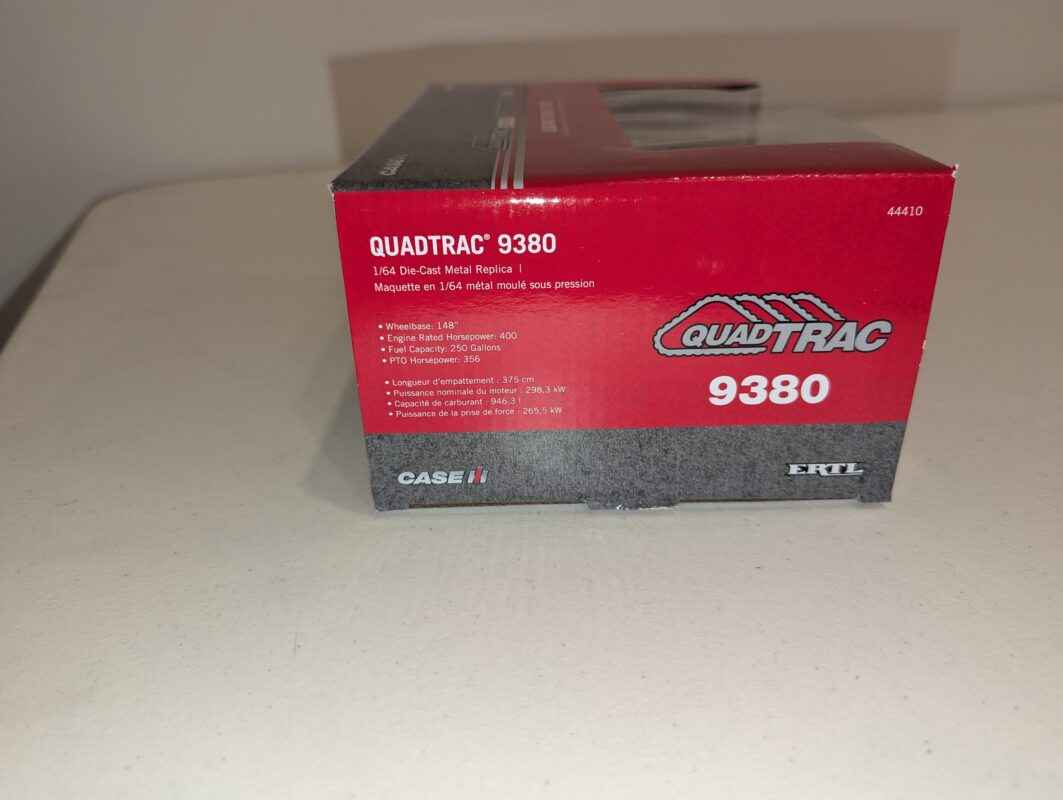 CASE IH
44410
QUADTRAC® 9380
1/64 Die-Cast Metal Replica |
Maquette en 1/64 métal moulé sous pression
• Wheelbase: 148"
• Engine Rated Horsepower: 400
• Fuel Capacity: 250 Gallons
• PTO Horsepower: 356
• Longueur d'empattement : 375 cm
• Puissance nominale du moteur : 298,3 kW
• Capacité de carburant : 946,3 l
• Puissance de la prise de force : 265,5 kW
QUADTRAC
9380
CASE IH
ERTL